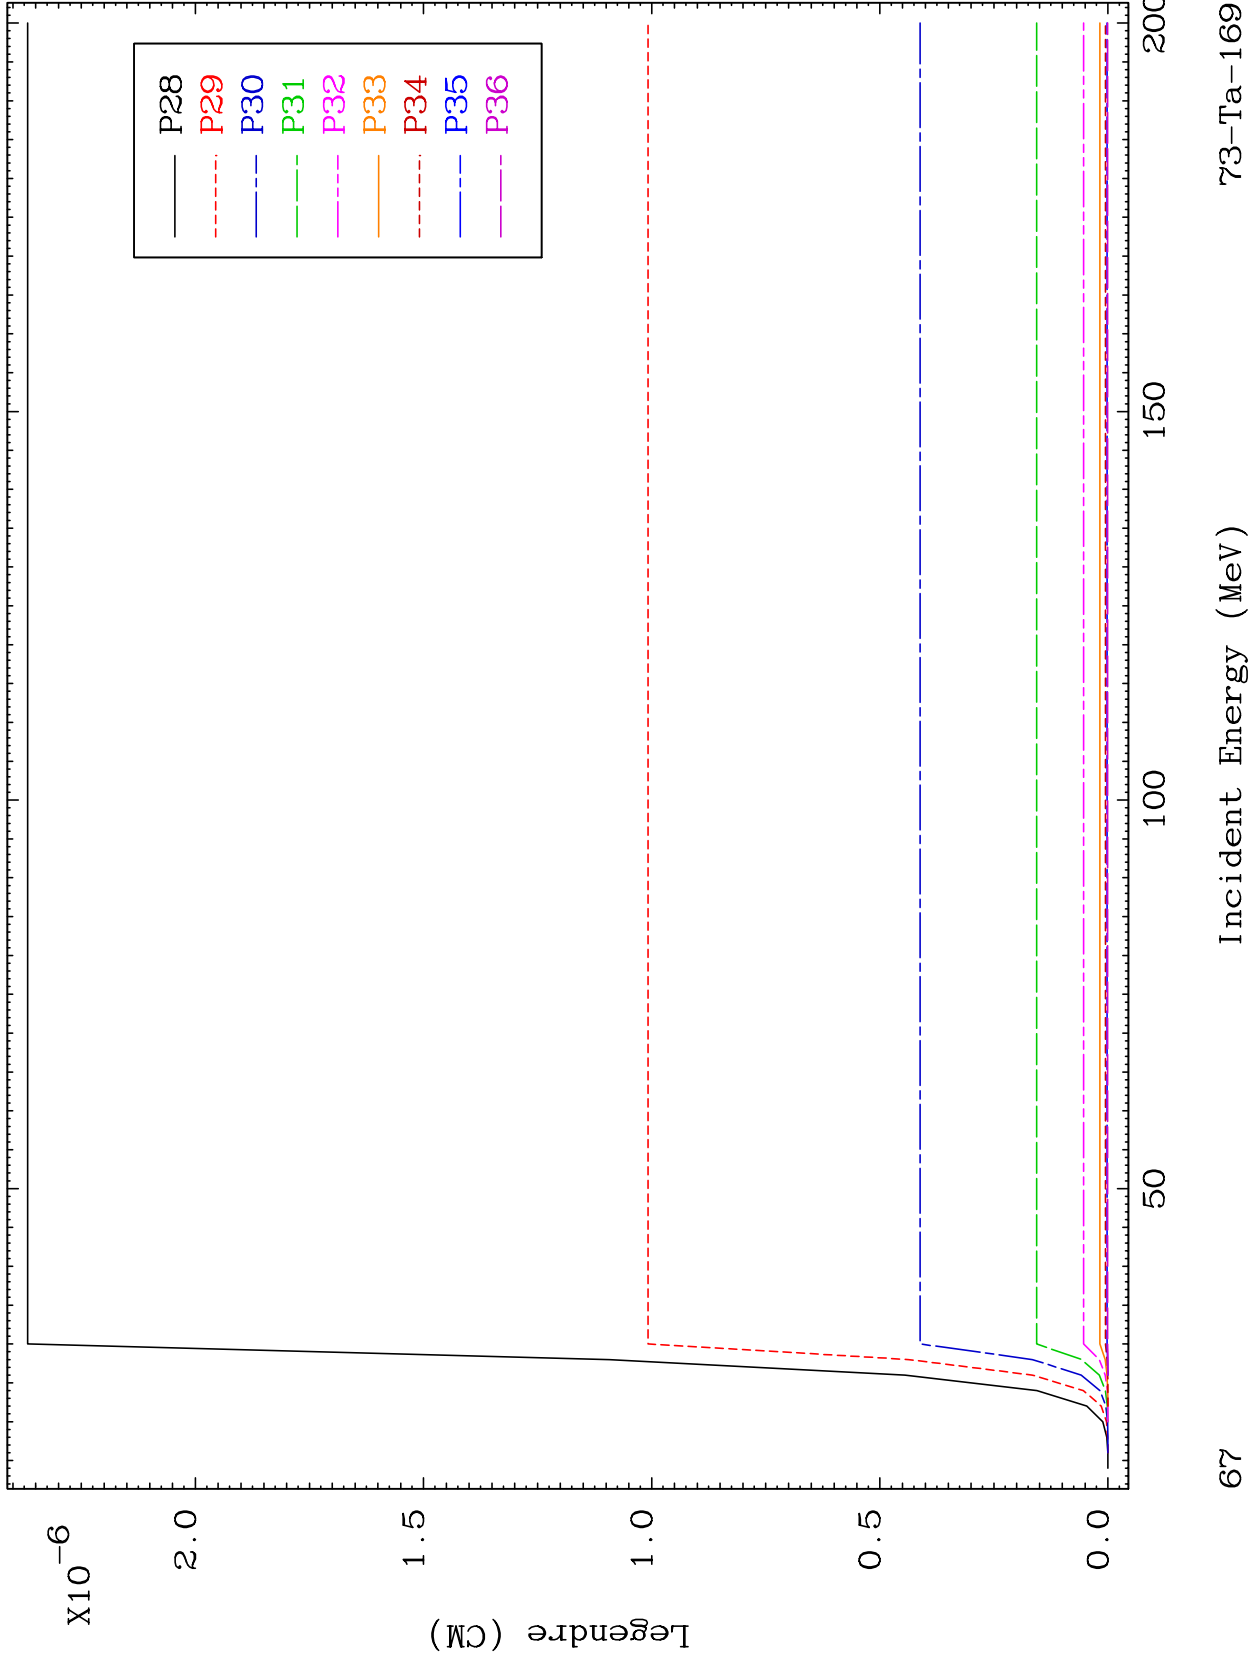 X10-6
2.0
1.5
1.0
0.5
0.0
Legendre (CM)
P28
P29
P30
P31
P32
P33
P34
P35
P36
50
100
150
200
Incident Energy (MeV)
67
73-Ta-169